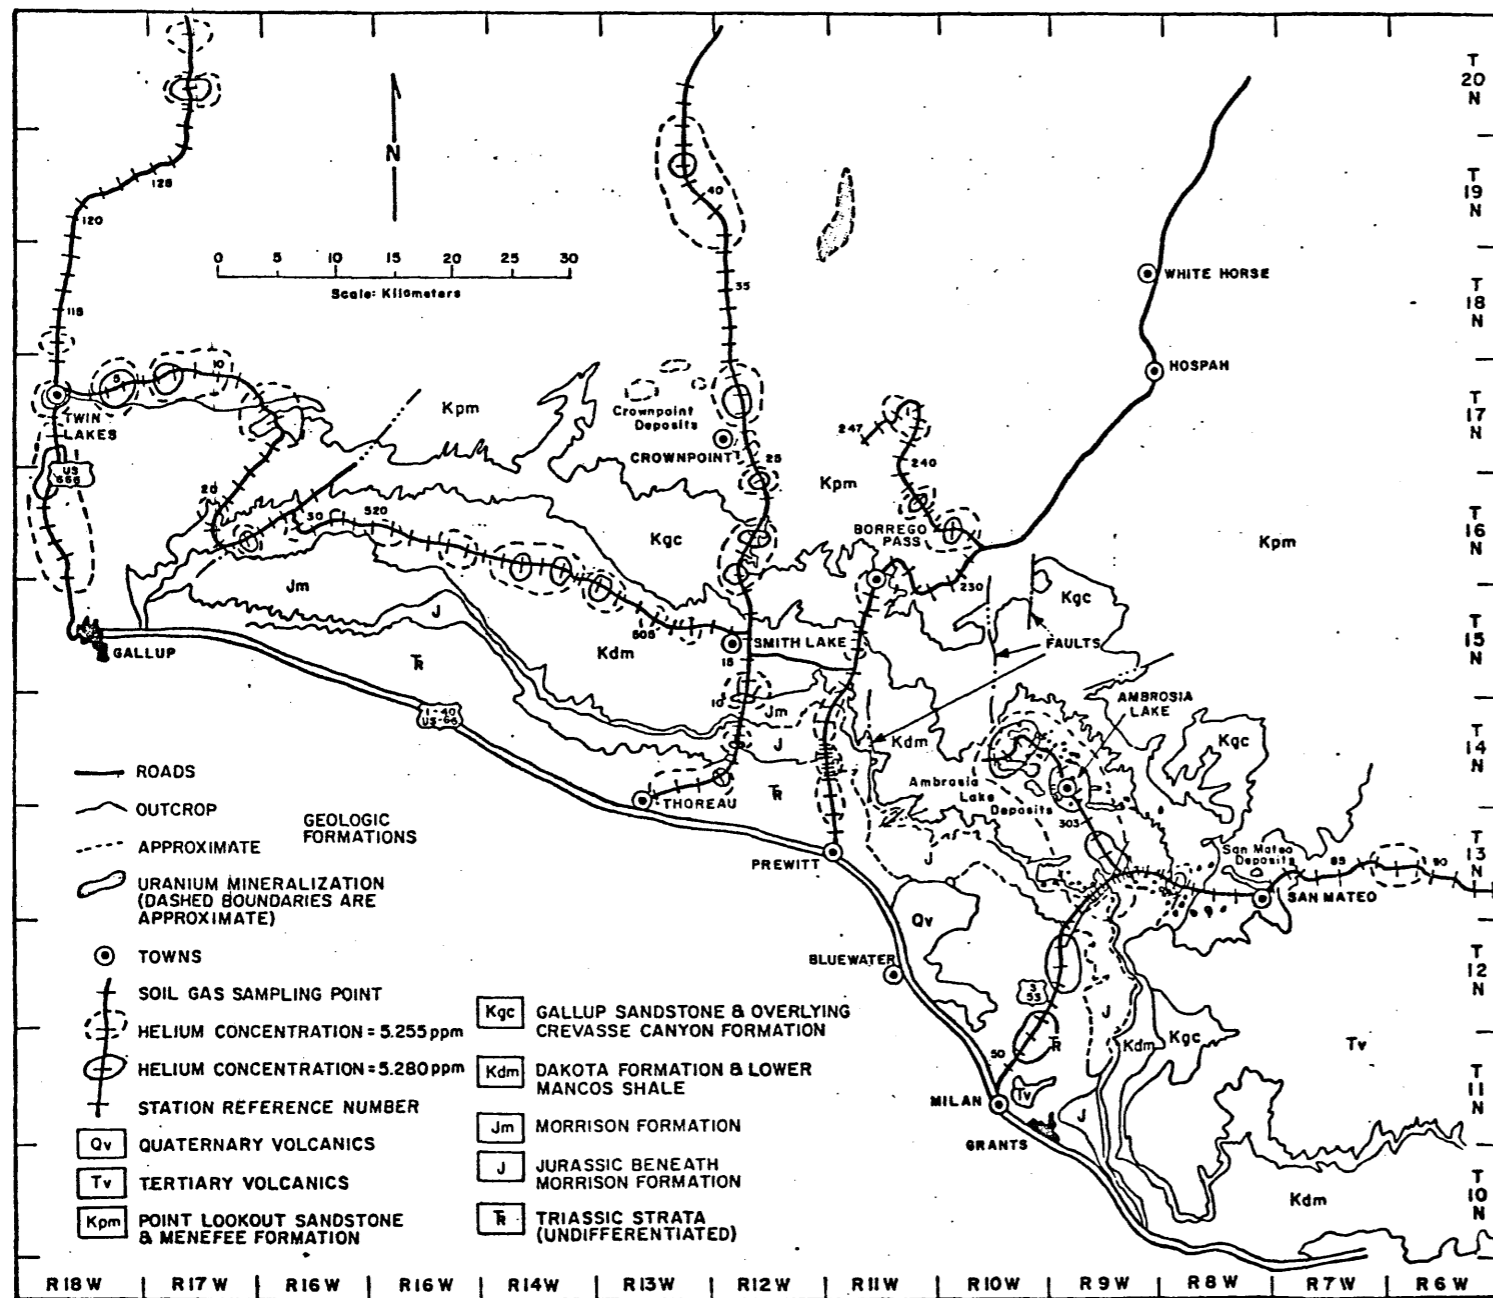 T
20
N
T
19
N
T
18
N
T
17
N
T
16
N
T
15
N
T
14
N
T
13
N
T
12
N
T
11
N
T
10
N
N
125
120
115
40
35
0 5 10 15 20 25 30
Scale: Kilometers
WHITE HORSE
HOSPAH
5
10
TWIN
LAKES
US
666
Kpm
Crownpoint
Deposits
CROWNPOINT
25
247
240
Kpm
20
30
520
Kgc
BORREGO
PASS
230
Kpm
Jm
J
Kgc
GALLUP
TR
Kdm
505
SMITH LAKE
15
FAULTS
I-40
US-66
10
Jm
J
Kdm
AMBROSIA
LAKE
Kgc
THOREAU
TR
Ambrosia
Lake
Deposits
303
PREWITT
J
San Mateo
Deposits
85
90
SAN MATEO
Qv
BLUEWATER
S
53
J
TR
50
Kdm
Kgc
Tv
MILAN
Tv
GRANTS
J
Kdm
ROADS
OUTCROP
GEOLOGIC
FORMATIONS
APPROXIMATE
URANIUM MINERALIZATION
(DASHED BOUNDARIES ARE
APPROXIMATE)
TOWNS
SOIL GAS SAMPLING POINT
HELIUM CONCENTRATION = 5.255 ppm
HELIUM CONCENTRATION = 5.280 ppm
STATION REFERENCE NUMBER
Qv QUATERNARY VOLCANICS
Tv TERTIARY VOLCANICS
Kpm POINT LOOKOUT SANDSTONE
& MENEFEE FORMATION
Kgc GALLUP SANDSTONE & OVERLYING
CREVASSE CANYON FORMATION
Kdm DAKOTA FORMATION & LOWER
MANCOS SHALE
Jm MORRISON FORMATION
J JURASSIC BENEATH
MORRISON FORMATION
TR TRIASSIC STRATA
(UNDIFFERENTIATED)
R18W R17W R16W R16W R14W R13W R12W R11W R10W R9W R8W R7W R6W